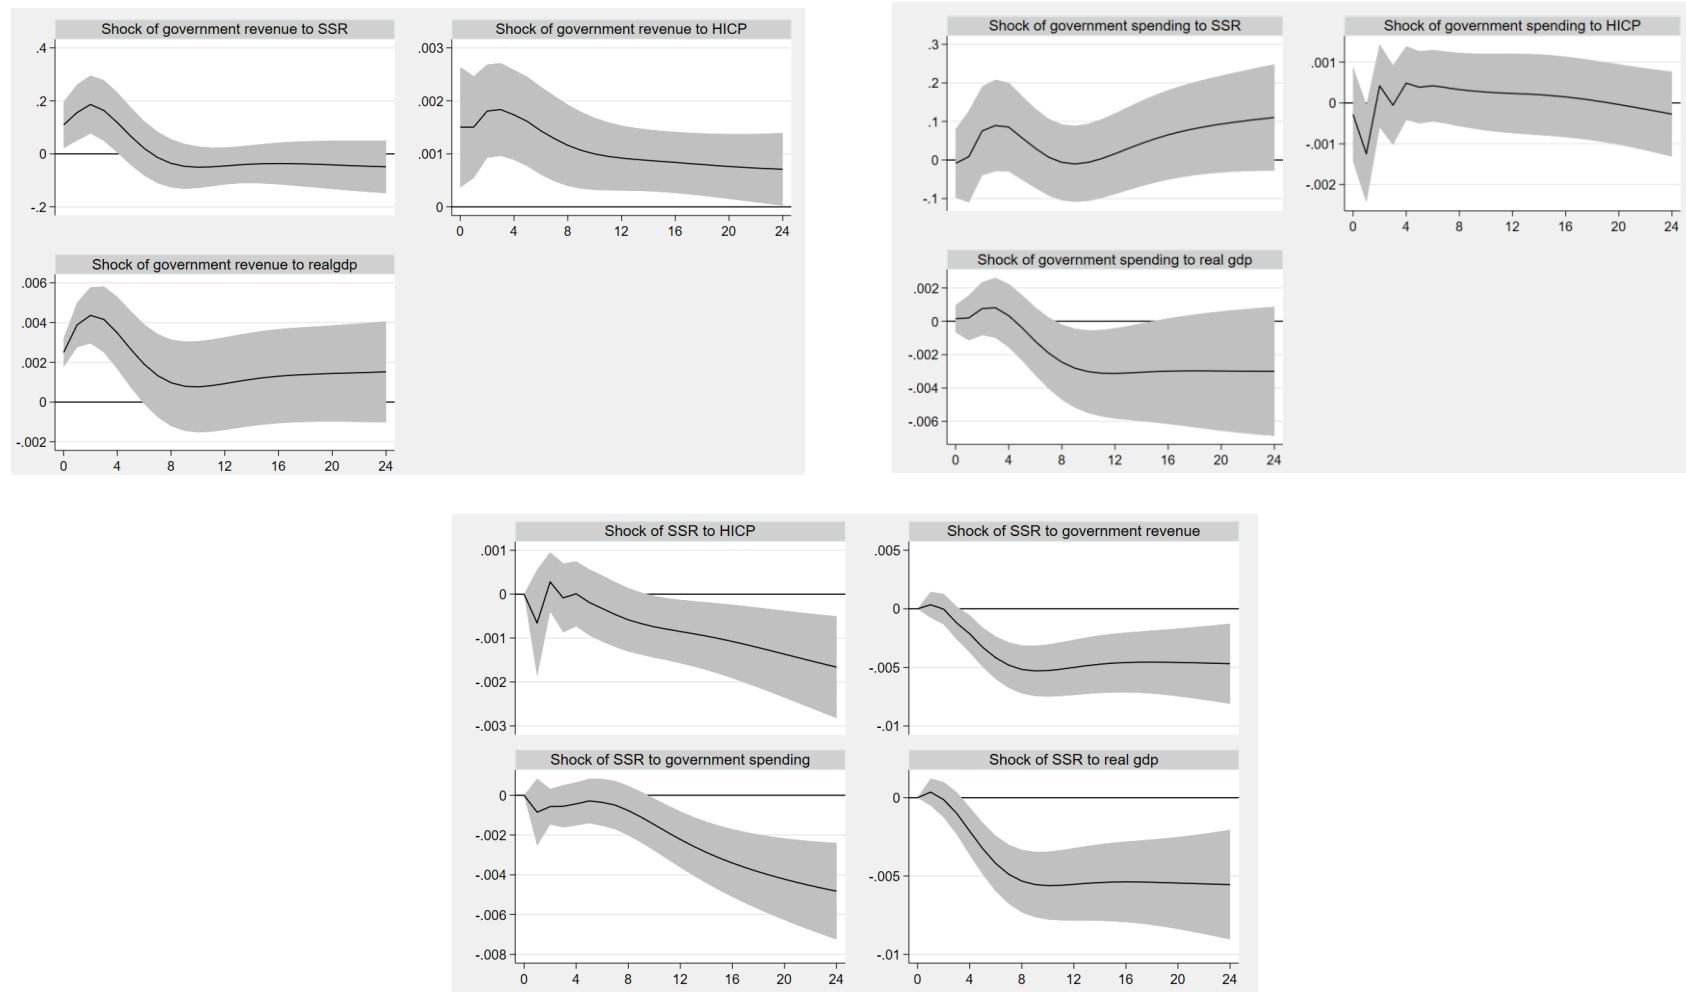 Shock of government revenue to SSR
.4
.2
0
-.2
Shock of government revenue to HICP
.003
.002
.001
0
0 4 8 12 16 20 24
Shock of government revenue to realgdp
.006
.004
.002
0
-.002
0 4 8 12 16 20 24
Shock of government spending to SSR
.3
.2
.1
0
-.1
Shock of government spending to HICP
.001
0
-.001
-.002
0 4 8 12 16 20 24
Shock of government spending to real gdp
.002
0
-.002
-.004
-.006
0 4 8 12 16 20 24
Shock of SSR to HICP
.001
0
-.001
-.002
-.003
Shock of SSR to government revenue
.005
0
-.005
-.01
Shock of SSR to government spending
0
-.002
-.004
-.006
-.008
0 4 8 12 16 20 24
Shock of SSR to real gdp
0
-.005
-.01
0 4 8 12 16 20 24